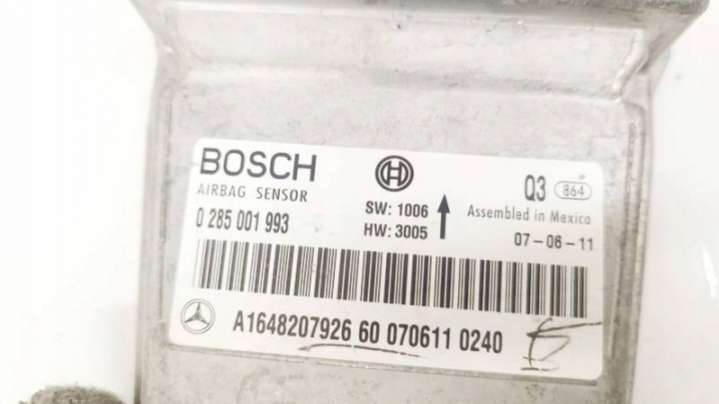 BOSCH
AIRBAG SENSOR
0 285 001 993
SW: 1006
HW: 3005
Q3 864
Assembled in Mexico
07-06-11
A1648207926 60 070611 0240